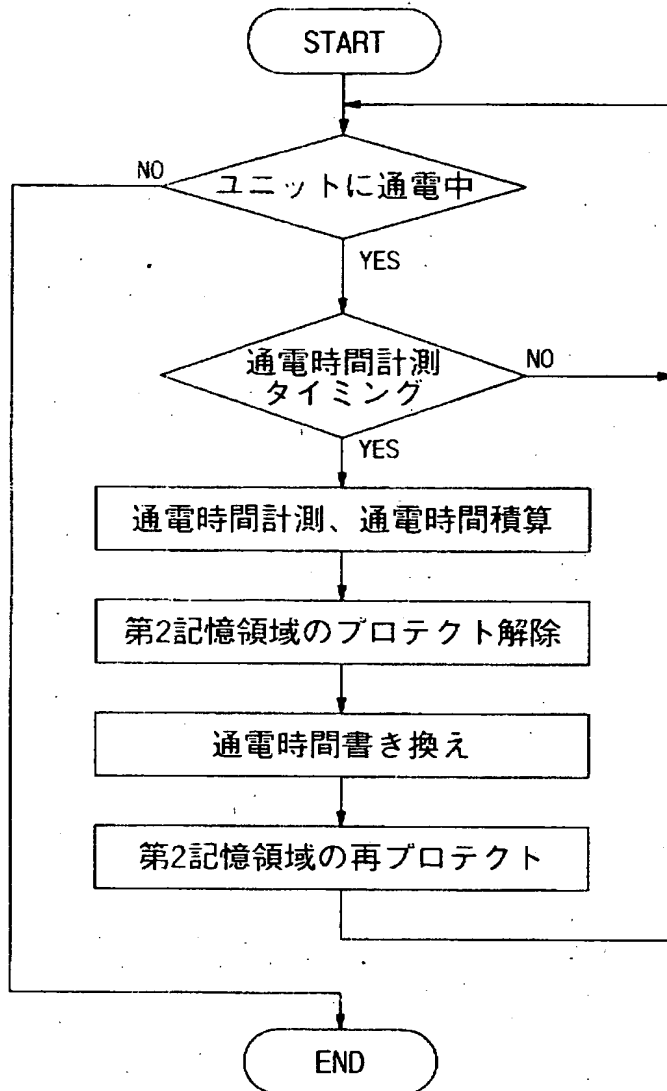 START
NO
ユニットに通電中
YES
通電時間計測
タイミング
NO
YES
通電時間計測、通電時間積算
第2記憶領域のプロテクト解除
通電時間書き換え
第2記憶領域の再プロテクト
END